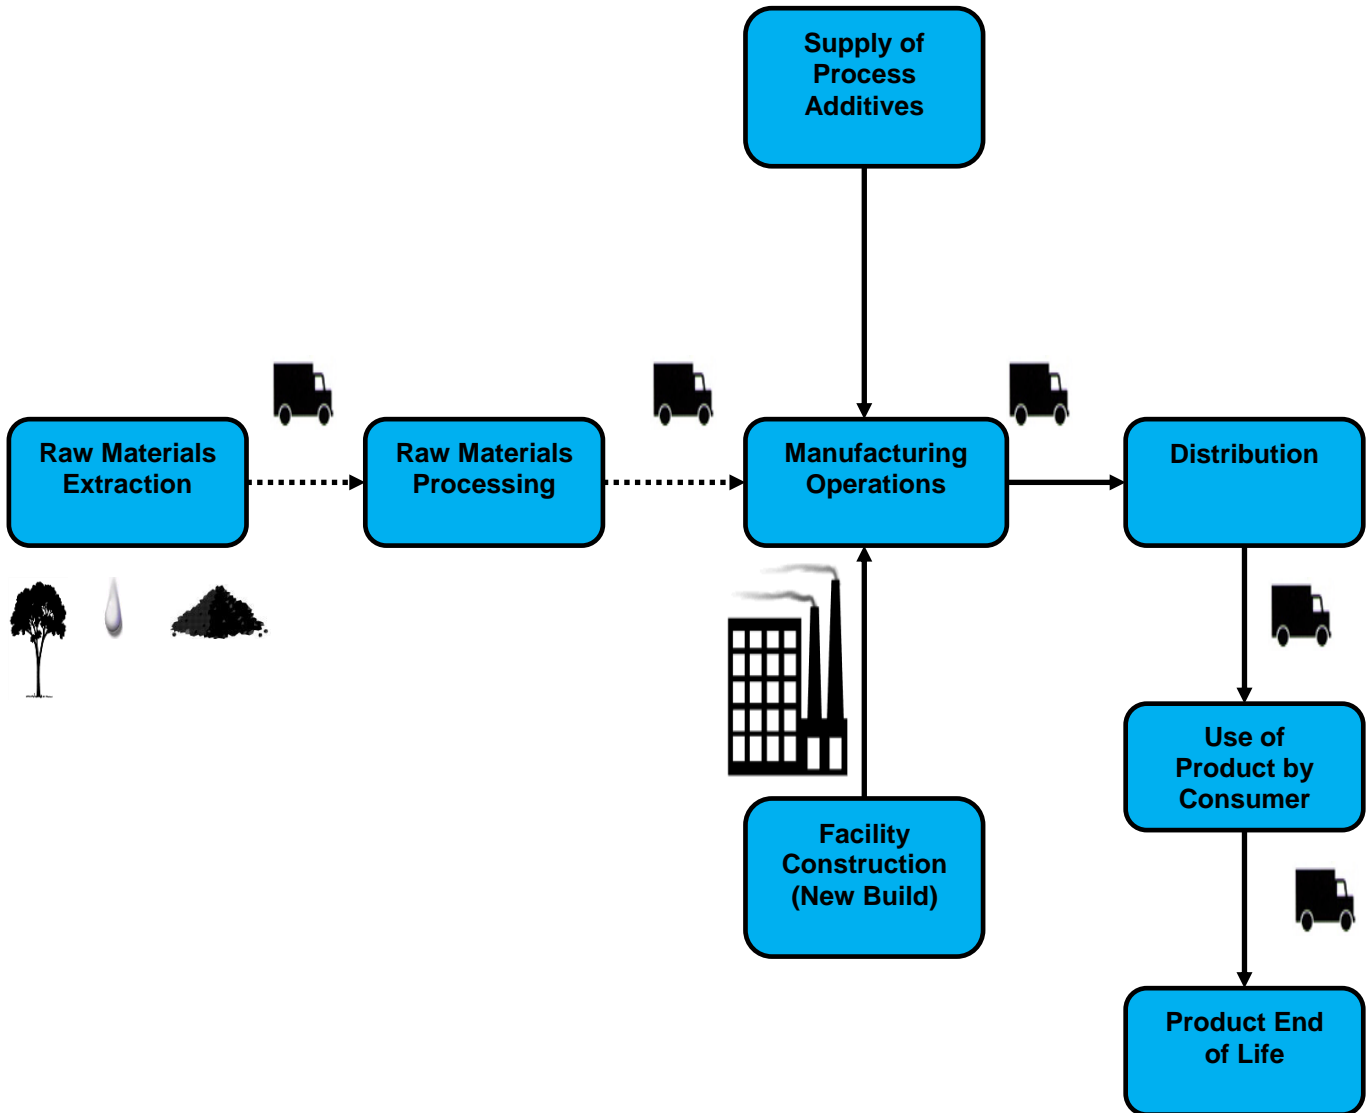 Supply of
Process
Additives
Raw Materials
Extraction
Raw Materials
Processing
Manufacturing
Operations
Distribution
Use of
Product by
Consumer
Facility
Construction
(New Build)
Product End
of Life